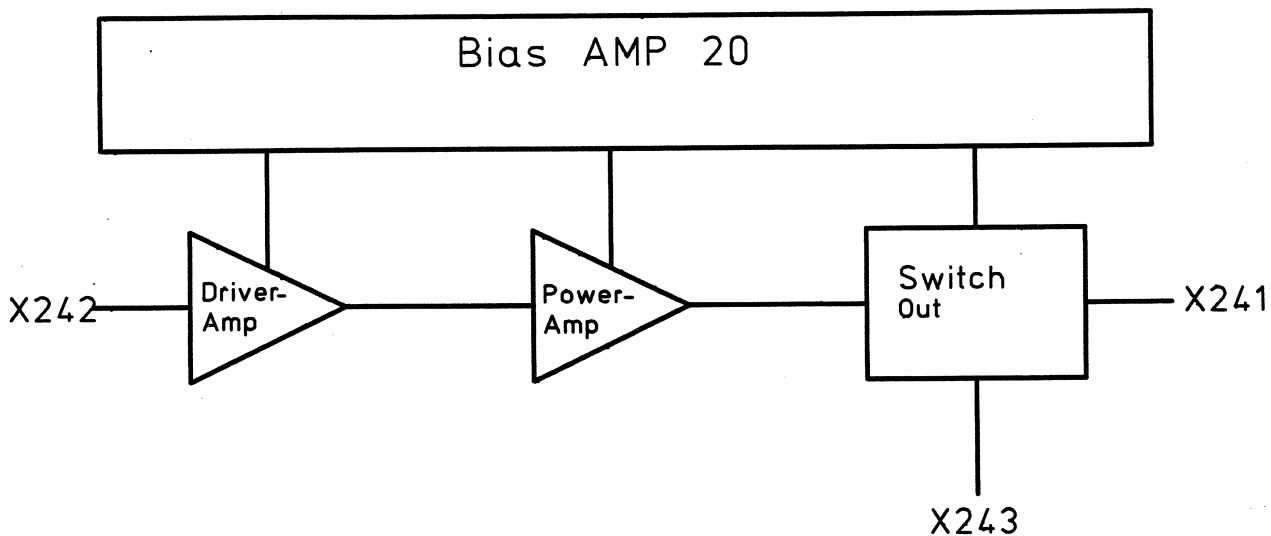 Bias AMP 20
X242
Driver-
Amp
Power-
Amp
Switch
Out
X241
X243